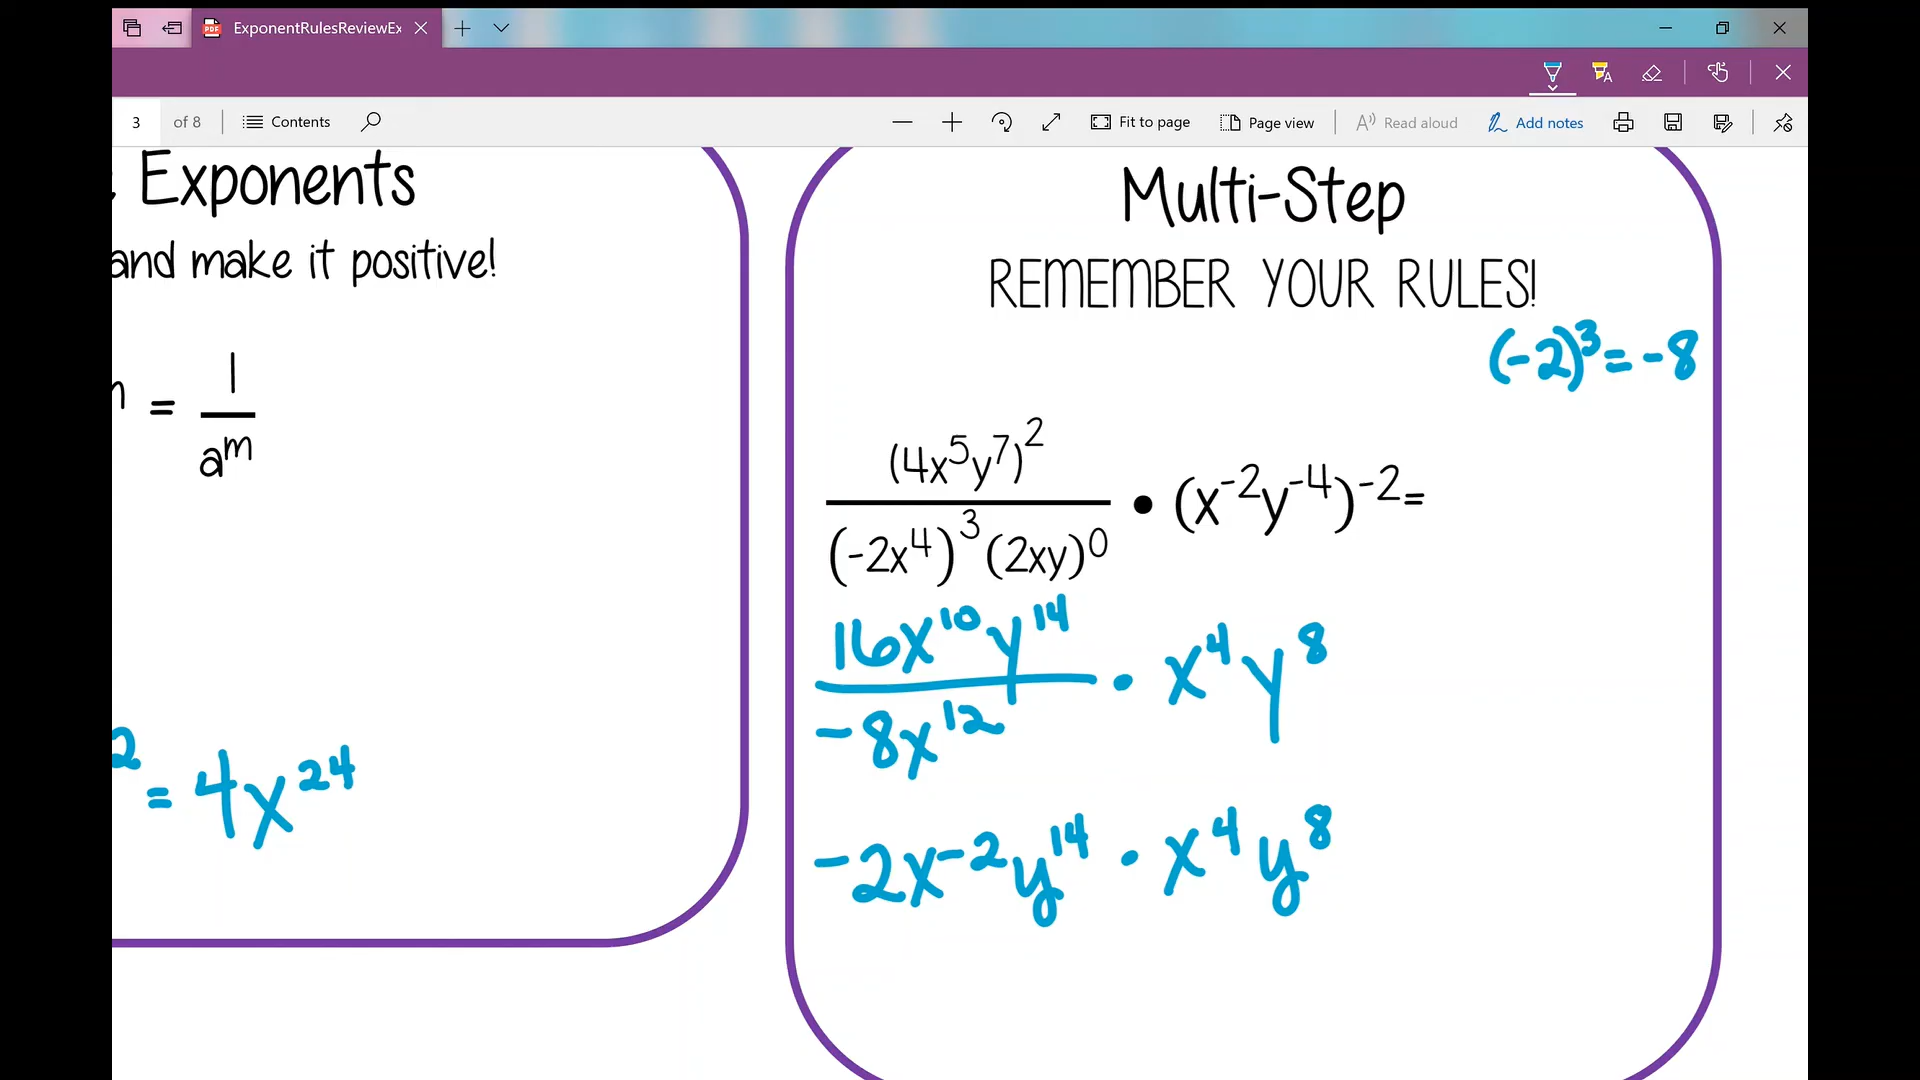 ExponentRulesReviewEx
3 of 8 Contents Fit to page Page view Read aloud Add notes
Exponents
and make it positive!
= 1/a^m
2 = 4x^24
Multi-Step
REMEMBER YOUR RULES!
(-2)^3 = -8
(4x^5y^7)^2 / (-2x^4)^3(2xy)^0 • (x^-2y^-4)^-2=
16x^10y^14 / -8x^12 • x^4y^8
-2x^-2y^14 • x^4y^8